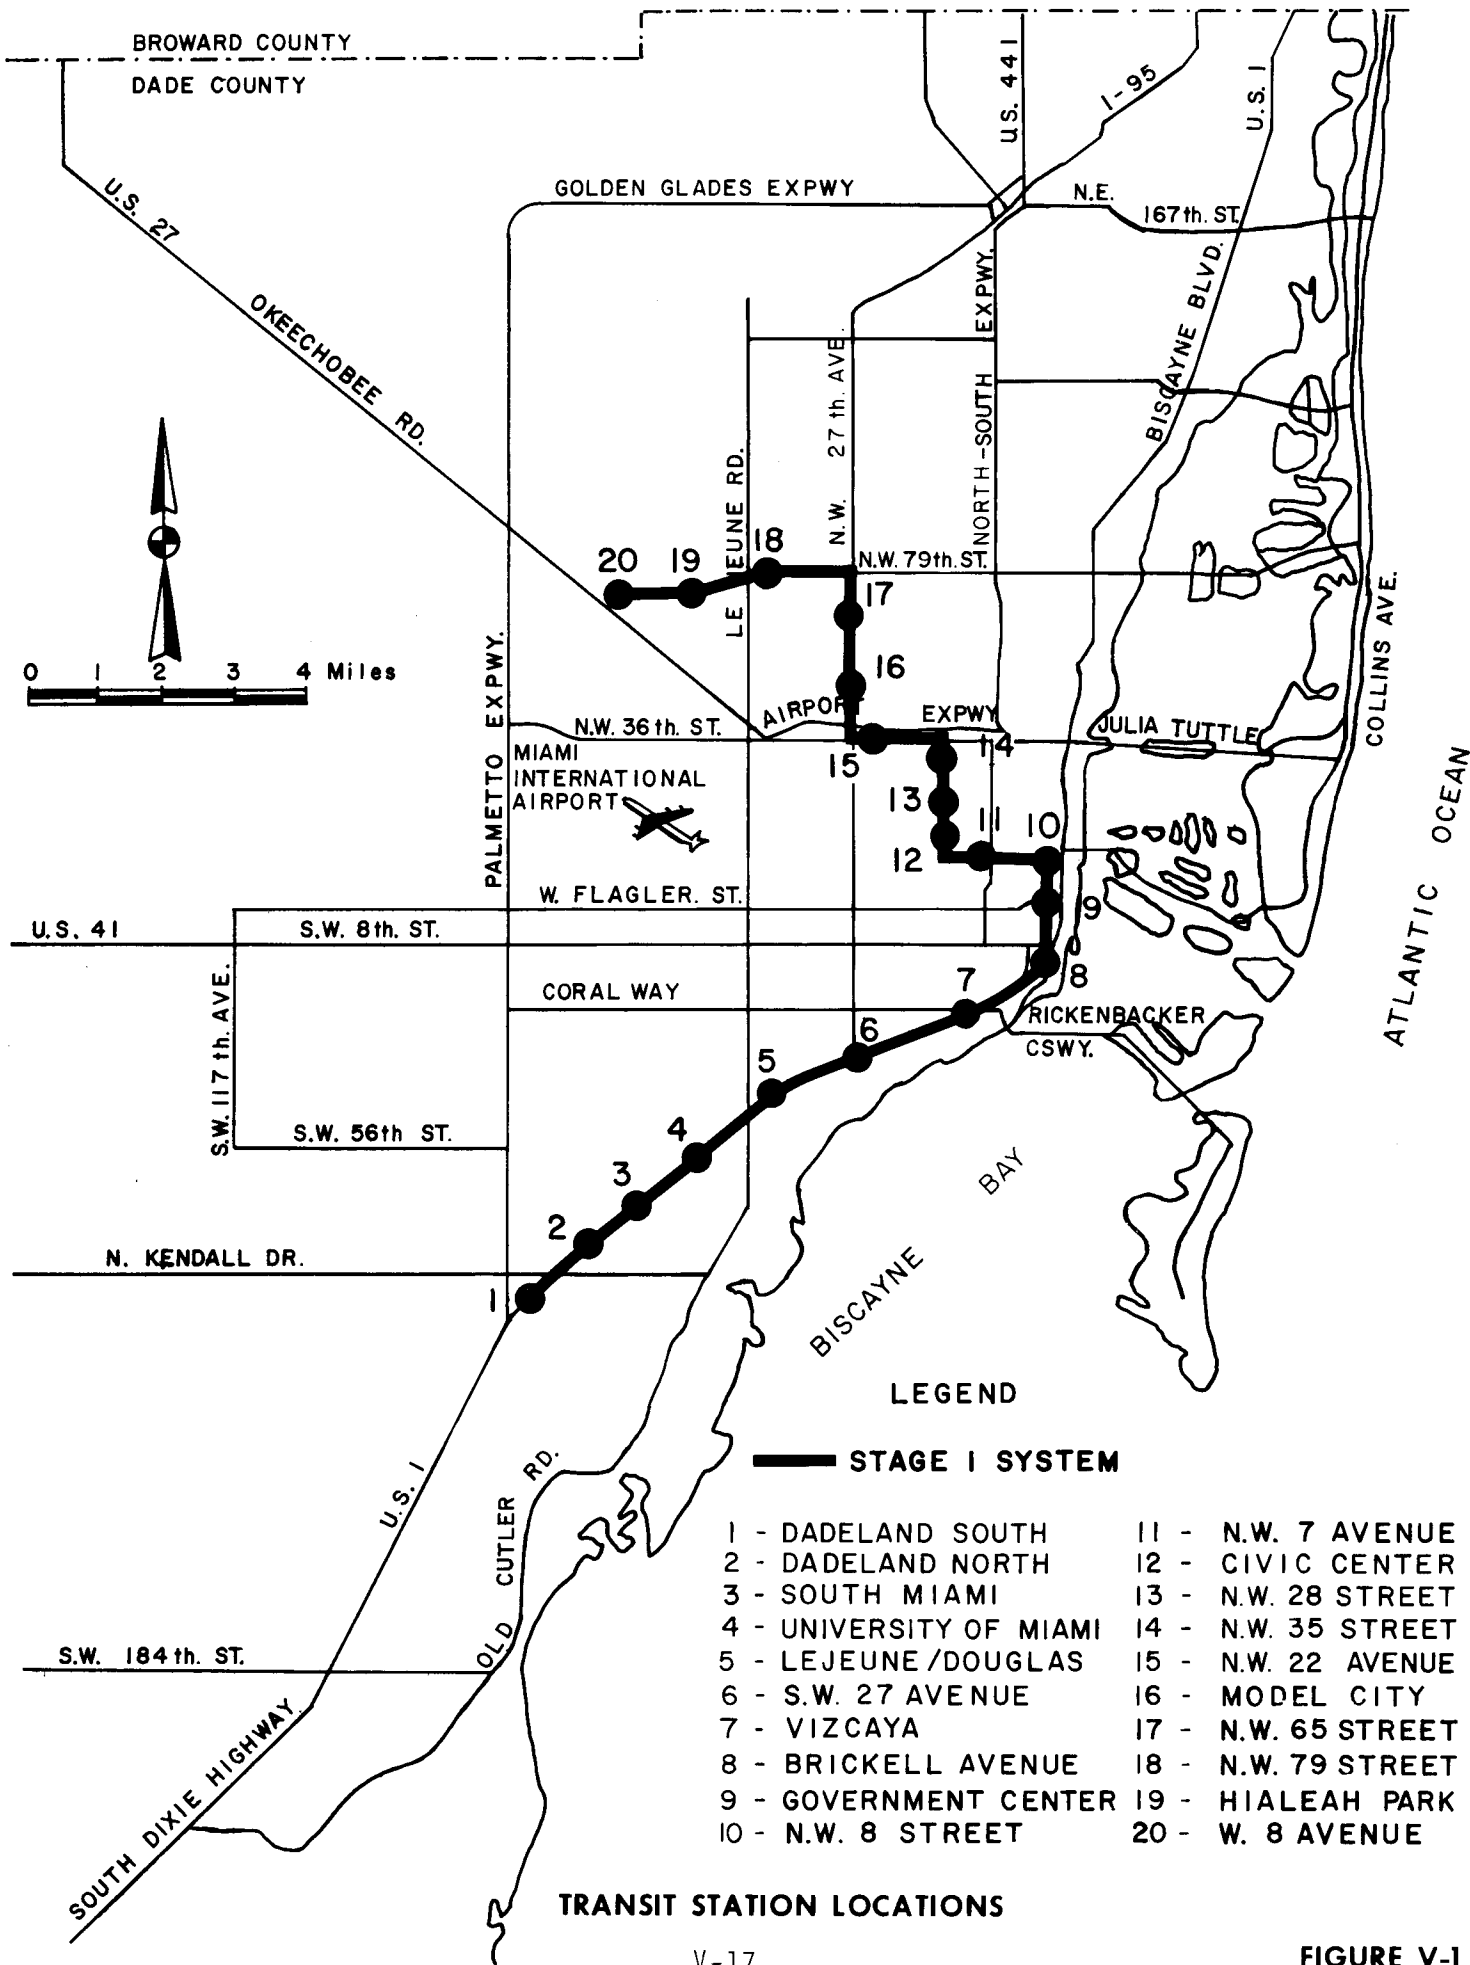 BROWARD COUNTY
DADE COUNTY
U.S. 441
I-95
U.S. 1
U.S. 27
GOLDEN GLADES EXPWY
N.E.
167th. ST.
OKEECHOBEE RD.
BISCAYNE BLVD.
NORTH-SOUTH EXPWY.
N.W. 27th. AVE.
LE JEUNE RD.
N.W. 79th. ST.
20
19
18
17
16
0 1 2 3 4 Miles
PALMETTO EXPWY.
COLLINS AVE.
AIRPORT EXPWY
N.W. 36th. ST.
JULIA TUTTLE
14
15
MIAMI
INTERNATIONAL
AIRPORT
13
11
10
12
9
W. FLAGLER. ST.
U.S. 41
S.W. 8th. ST.
ATLANTIC OCEAN
8
7
CORAL WAY
RICKENBACKER
CSWY.
6
5
S.W. 117th. AVE.
S.W. 56th ST.
4
3
2
1
BISCAYNE BAY
N. KENDALL DR.
U.S. 1
OLD CUTLER RD.
S.W. 184th. ST.
SOUTH DIXIE HIGHWAY
LEGEND
STAGE I SYSTEM
1 - DADELAND SOUTH
2 - DADELAND NORTH
3 - SOUTH MIAMI
4 - UNIVERSITY OF MIAMI
5 - LEJEUNE/DOUGLAS
6 - S.W. 27 AVENUE
7 - VIZCAYA
8 - BRICKELL AVENUE
9 - GOVERNMENT CENTER
10 - N.W. 8 STREET
11 - N.W. 7 AVENUE
12 - CIVIC CENTER
13 - N.W. 28 STREET
14 - N.W. 35 STREET
15 - N.W. 22 AVENUE
16 - MODEL CITY
17 - N.W. 65 STREET
18 - N.W. 79 STREET
19 - HIALEAH PARK
20 - W. 8 AVENUE
TRANSIT STATION LOCATIONS
V-17
FIGURE V-1